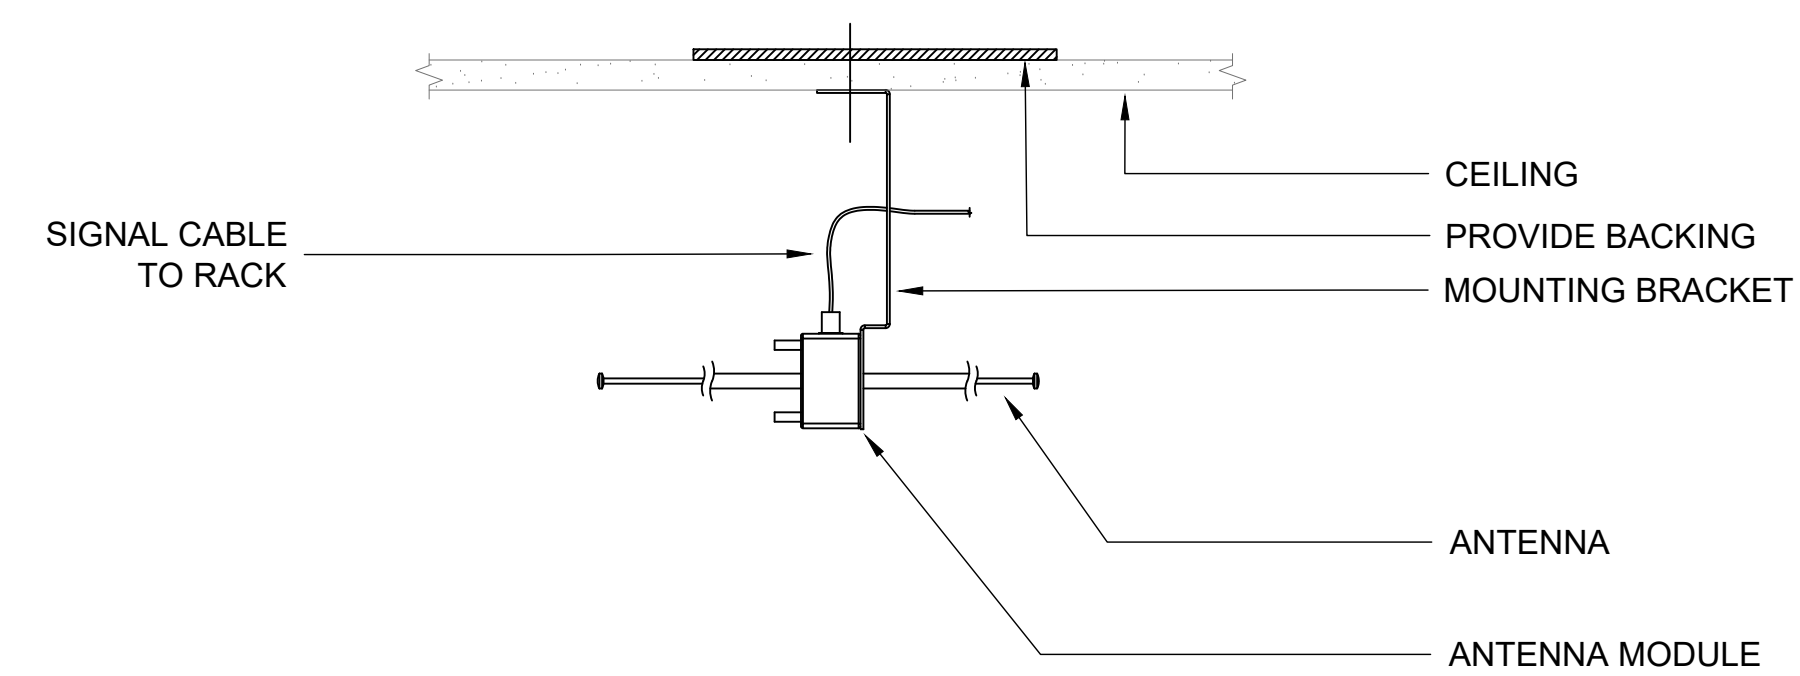 CEILING
SIGNAL CABLE
TO RACK
PROVIDE BACKING
MOUNTING BRACKET
ANTENNA
ANTENNA MODULE